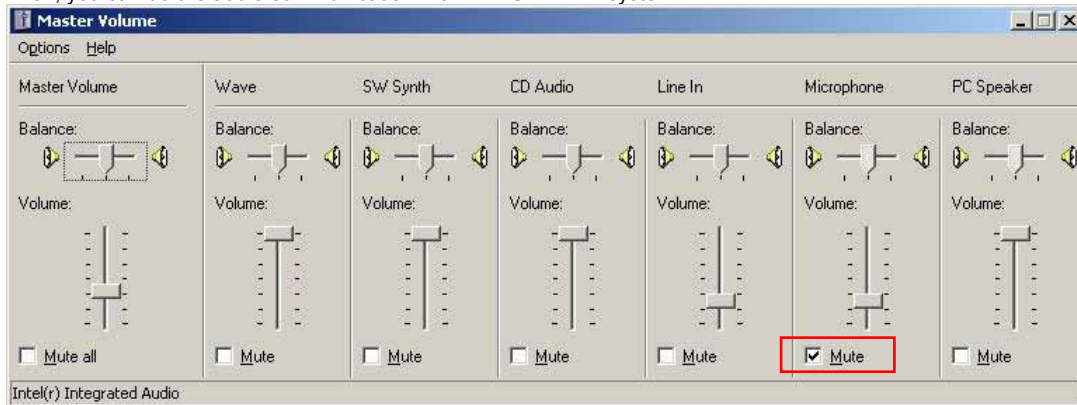 Master Volume
Options Help
Master Volume Wave SW Synth CD Audio Line In Microphone PC Speaker
Balance: Balance: Balance: Balance: Balance: Balance: Balance:
Volume: Volume: Volume: Volume: Volume: Volume: Volume:
Mute all Mute Mute Mute Mute Mute Mute
Intel(r) Integrated Audio